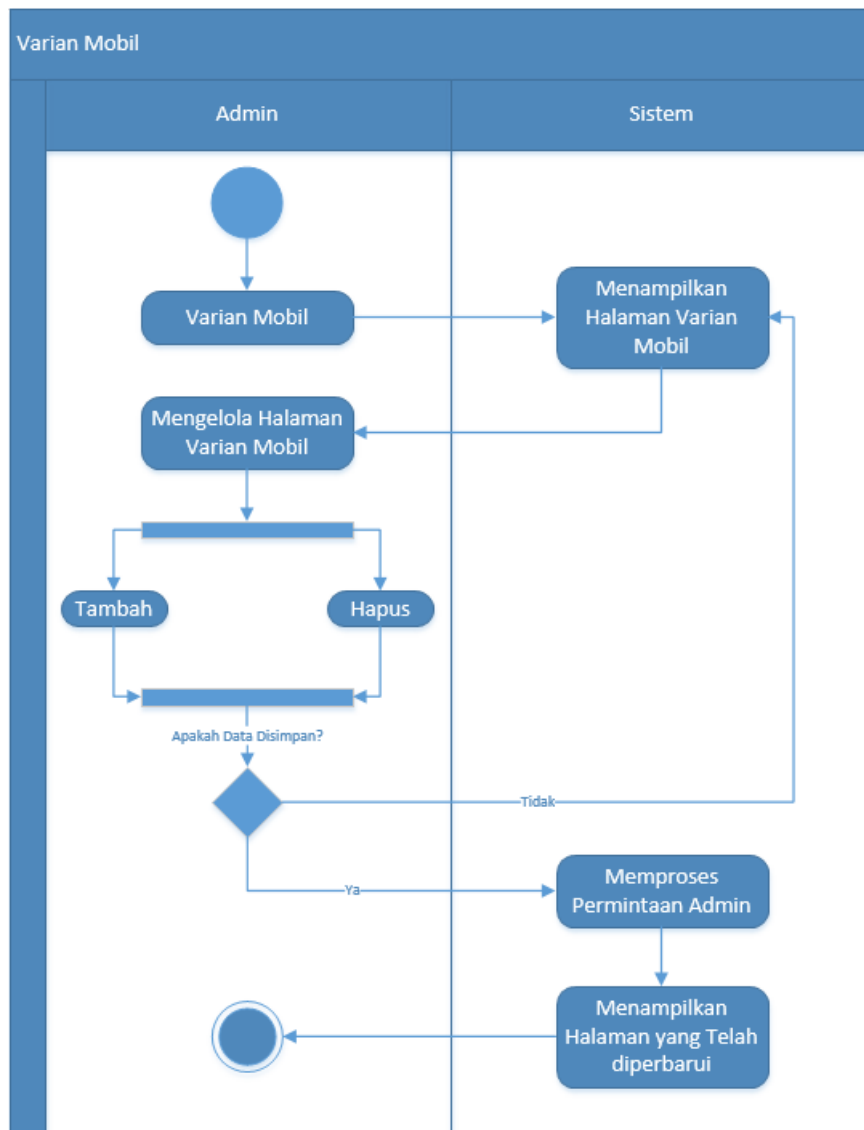 Varian Mobil
Admin
Sistem
Varian Mobil
Menampilkan
Halaman Varian
Mobil
Mengelola Halaman
Varian Mobil
Tambah
Hapus
Apakah Data Disimpan?
Tidak
Ya
Memproses
Permintaan Admin
Menampilkan
Halaman yang Telah
diperbarui